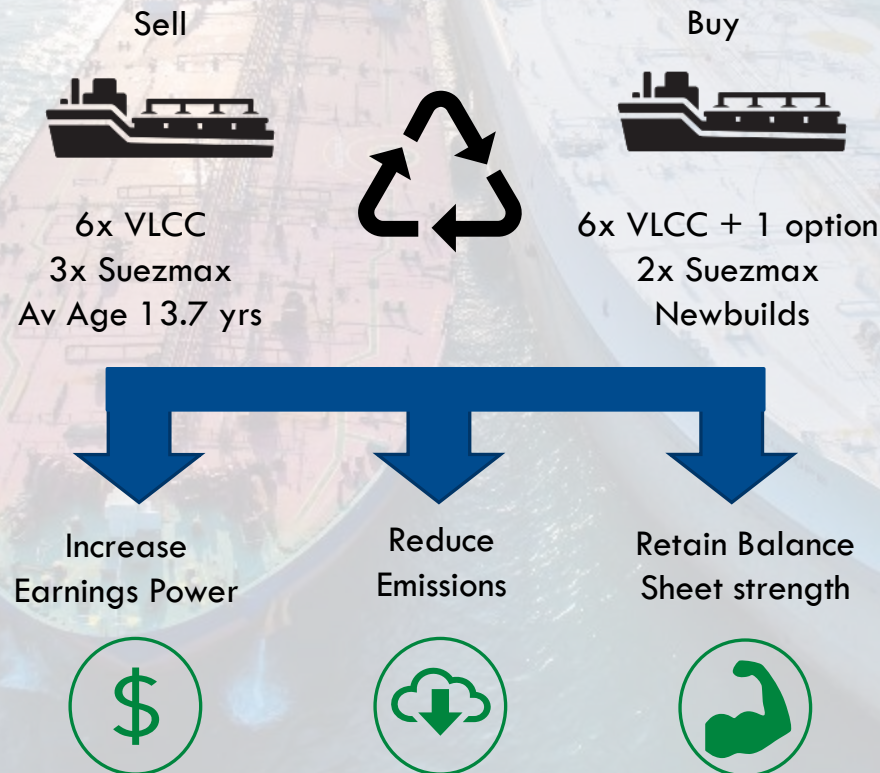 Sell
Buy
6x VLCC
3x Suezmax
Av Age 13.7 yrs
6x VLCC + 1 option
2x Suezmax
Newbuilds
Increase
Earnings Power
Reduce
Emissions
Retain Balance
Sheet strength
$